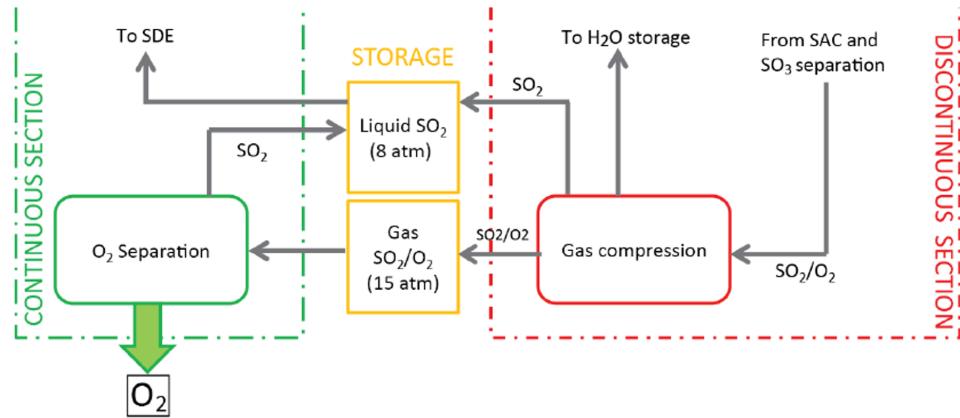 To SDE
STORAGE
To H₂O storage
From SAC and
SO₃ separation
CONTINUOUS SECTION
DISCONTINUOUS SECTION
Liquid SO₂
(8 atm)
SO₂
SO₂
O₂ Separation
Gas
SO₂/O₂
(15 atm)
SO2/O2
Gas compression
SO₂/O₂
O₂